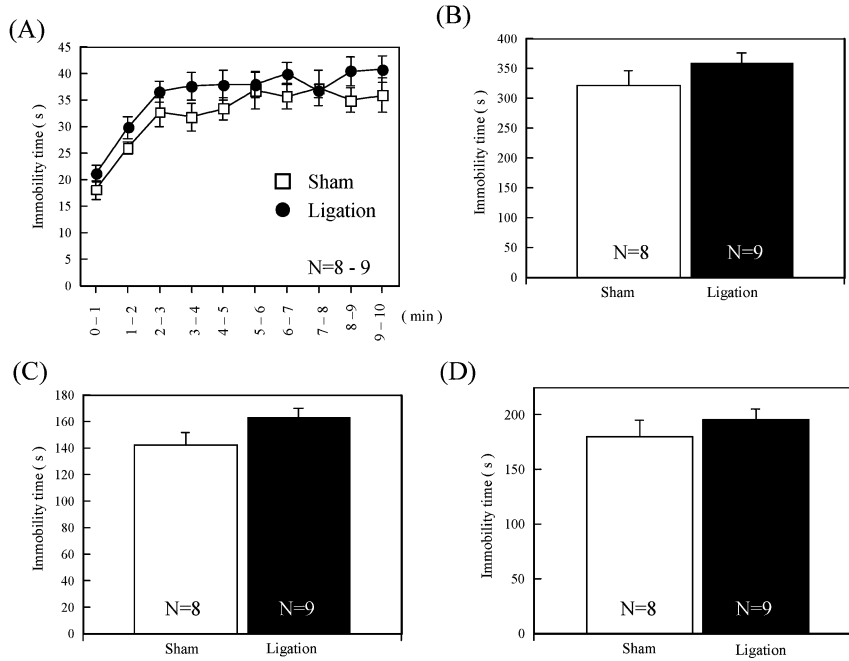 (A)
Immobility time ( s )
45
40
35
30
25
20
15
10
5
0
Sham
Ligation
N=8 - 9
0 – 1
1 – 2
2 – 3
3 – 4
4 – 5
5 – 6
6 – 7
7 – 8
8 –9
9 – 10
( min )
(B)
Immobility time ( s )
400
350
300
250
200
150
100
50
0
N=8
N=9
Sham
Ligation
(C)
Immobility time ( s )
180
160
140
120
100
80
60
40
20
0
N=8
N=9
Sham
Ligation
(D)
Immobility time ( s )
200
150
100
50
0
N=8
N=9
Sham
Ligation